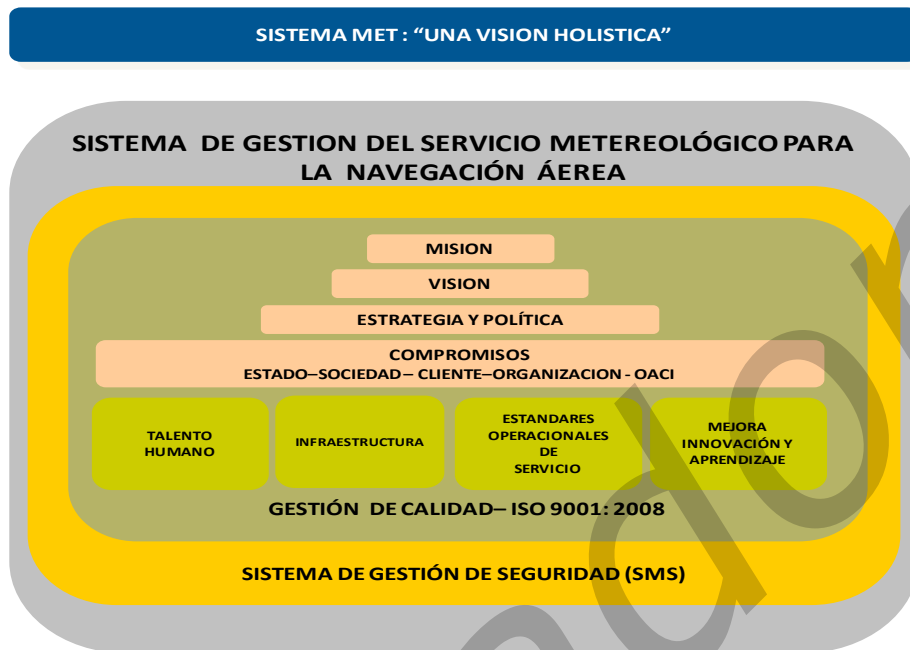 SISTEMA MET : “UNA VISION HOLISTICA”
SISTEMA DE GESTION DEL SERVICIO METEREOLÓGICO PARA
LA NAVEGACIÓN ÁEREA
MISION
VISION
ESTRATEGIA Y POLÍTICA
COMPROMISOS
ESTADO–SOCIEDAD– CLIENTE–ORGANIZACION - OACI
TALENTO
HUMANO
INFRAESTRUCTURA
ESTANDARES
OPERACIONALES
DE
SERVICIO
MEJORA
INNOVACIÓN Y
APRENDIZAJE
GESTIÓN DE CALIDAD– ISO 9001: 2008
SISTEMA DE GESTIÓN DE SEGURIDAD (SMS)